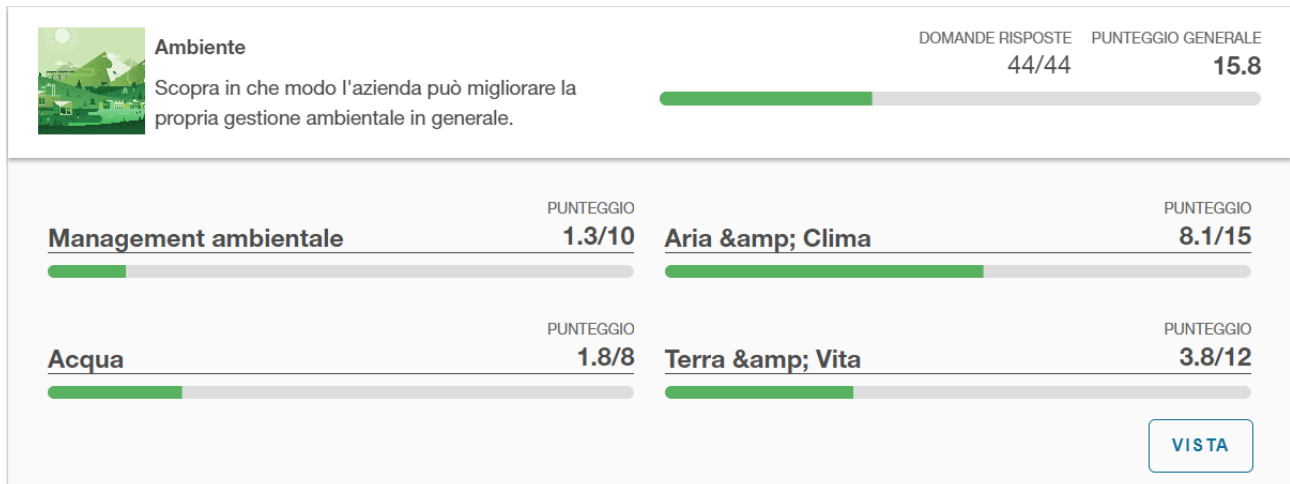 Ambiente
Scopra in che modo l'azienda può migliorare la
propria gestione ambientale in generale.
DOMANDE RISPOSTE PUNTEGGIO GENERALE
44/44 15.8
PUNTEGGIO
Management ambientale 1.3/10
PUNTEGGIO
Aria &amp; Clima 8.1/15
PUNTEGGIO
Acqua 1.8/8
PUNTEGGIO
Terra &amp; Vita 3.8/12
VISTA